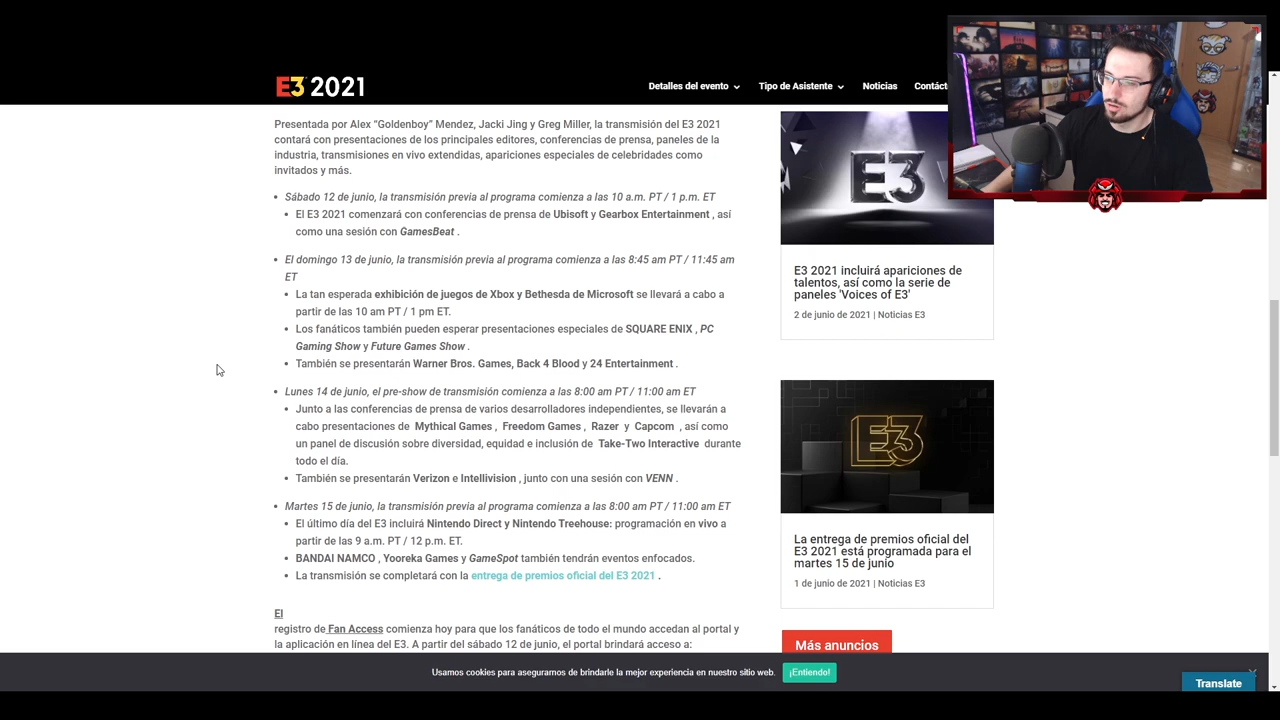 E3 2021
Detalles del evento
Tipo de Asistente
Noticias
Presentada por Alex “Goldenboy” Mendez, Jacki Jing y Greg Miller, la transmisión del E3 2021
contará con presentaciones de los principales editores, conferencias de prensa, paneles de la
industria, transmisiones en vivo extendidas, apariciones especiales de celebridades como
invitados y más.
Sábado 12 de junio, la transmisión previa al programa comienza a las 10 a.m. PT / 1 p.m. ET
El E3 2021 comenzará con conferencias de prensa de Ubisoft y Gearbox Entertainment , así
como una sesión con GamesBeat .
El domingo 13 de junio, la transmisión previa al programa comienza a las 8:45 am PT / 11:45 am
ET
La tan esperada exhibición de juegos de Xbox y Bethesda de Microsoft se llevará a cabo a
partir de las 10 am PT / 1 pm ET.
Los fanáticos también pueden esperar presentaciones especiales de SQUARE ENIX , PC
Gaming Show y Future Games Show .
También se presentarán Warner Bros. Games, Back 4 Blood y 24 Entertainment .
Lunes 14 de junio, el pre-show de transmisión comienza a las 8:00 am PT / 11:00 am ET
Junto a las conferencias de prensa de varios desarrolladores independientes, se llevarán a
cabo presentaciones de Mythical Games , Freedom Games , Razer y Capcom , así como
un panel de discusión sobre diversidad, equidad e inclusión de Take-Two Interactive durante
todo el día.
También se presentarán Verizon e Intellivision , junto con una sesión con VENN .
Martes 15 de junio, la transmisión previa al programa comienza a las 8:00 am PT / 11:00 am ET
El último día del E3 incluirá Nintendo Direct y Nintendo Treehouse: programación en vivo a
partir de las 9 a.m. PT / 12 p.m. ET.
BANDAI NAMCO , Yooreka Games y GameSpot también tendrán eventos enfocados.
La transmisión se completará con la entrega de premios oficial del E3 2021 .
El
registro de Fan Access comienza hoy para que los fanáticos de todo el mundo accedan al portal y
la aplicación en línea del E3. A partir del sábado 12 de junio, el portal brindará acceso a:
E3
E3 2021 incluirá apariciones de
talentos, así como la serie de
paneles 'Voices of E3'
2 de junio de 2021 | Noticias E3
E3
La entrega de premios oficial del
E3 2021 está programada para el
martes 15 de junio
1 de junio de 2021 | Noticias E3
Más anuncios
Usamos cookies para asegurarnos de brindarle la mejor experiencia en nuestro sitio web.
¡Entiendo!
Translate